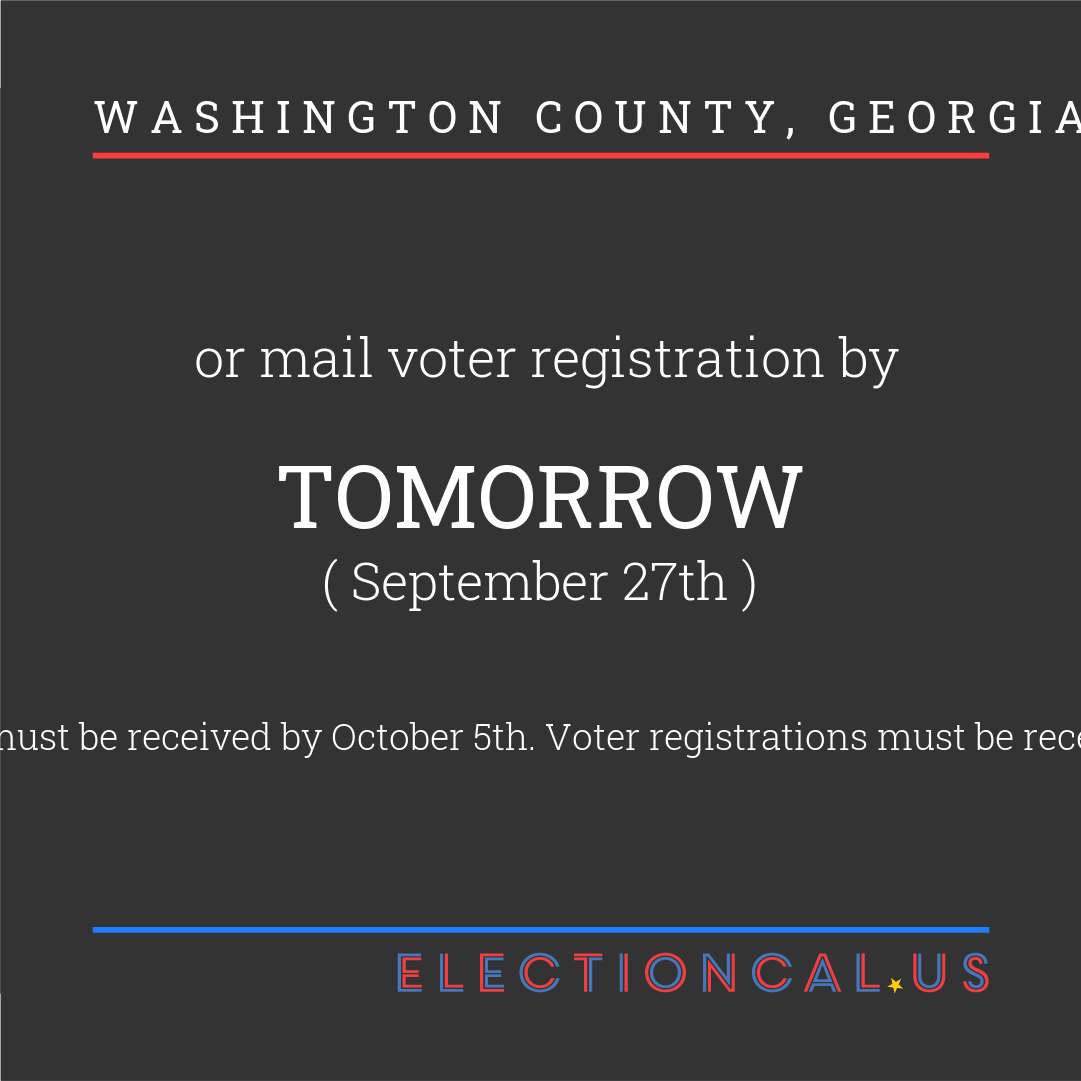 WASHINGTON COUNTY, GEORGIA
or mail voter registration by
TOMORROW
( September 27th )
must be received by October 5th. Voter registrations must be
ELECTIONCAL.US